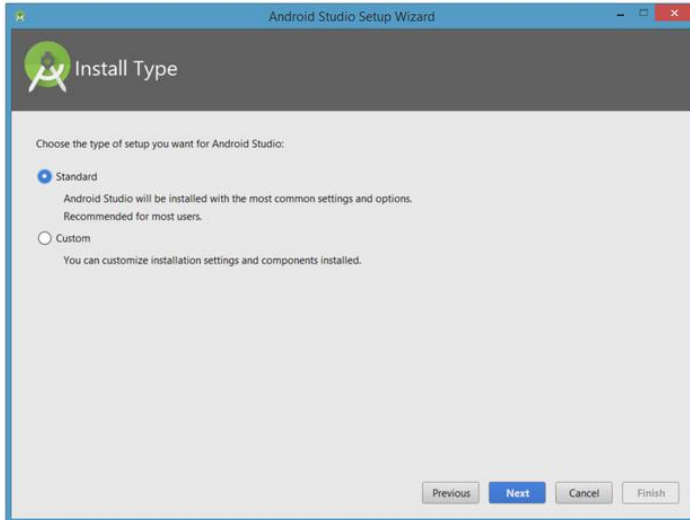 Android Studio Setup Wizard
Install Type
Choose the type of setup you want for Android Studio:
Standard
Android Studio will be installed with the most common settings and options.
Recommended for most users.
Custom
You can customize installation settings and components installed.
Previous Next Cancel Finish